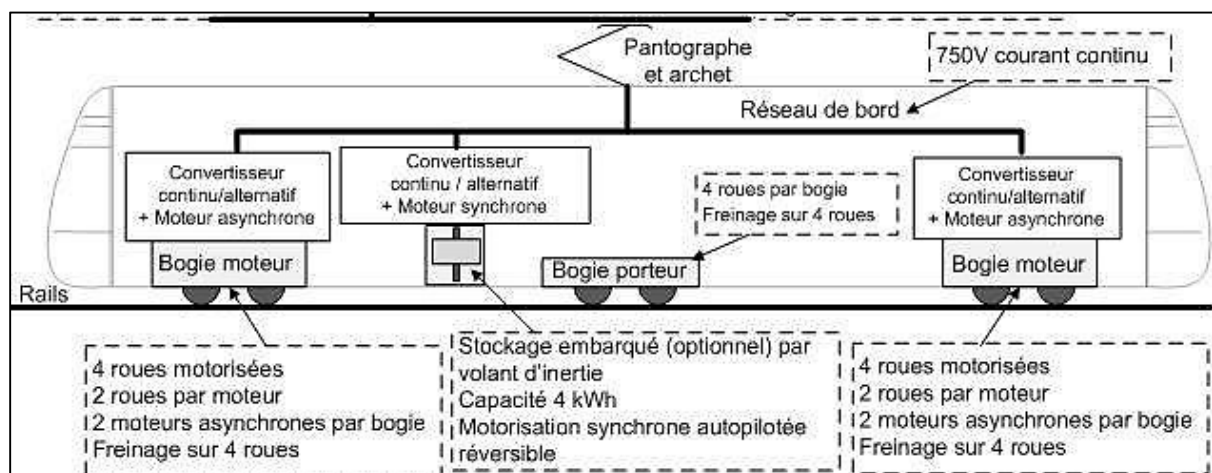 Pantographe
et archet
750V courant continu
Réseau de bord
Convertisseur
continu/alternatif
+ Moteur asynchrone
Convertisseur
continu / alternatif
+ Moteur synchrone
4 roues par bogie
Freinage sur 4 roues
Convertisseur
continu/alternatif
+ Moteur asynchrone
Bogie moteur
Bogie porteur
Bogie moteur
Rails
4 roues motorisées
2 roues par moteur
2 moteurs asynchrones par bogie
Freinage sur 4 roues
Stockage embarqué (optionnel) par
volant d'inertie
Capacité 4 kWh
Motorisation synchrone autopilotée
réversible
4 roues motorisées
2 roues par moteur
2 moteurs asynchrones par bogie
Freinage sur 4 roues